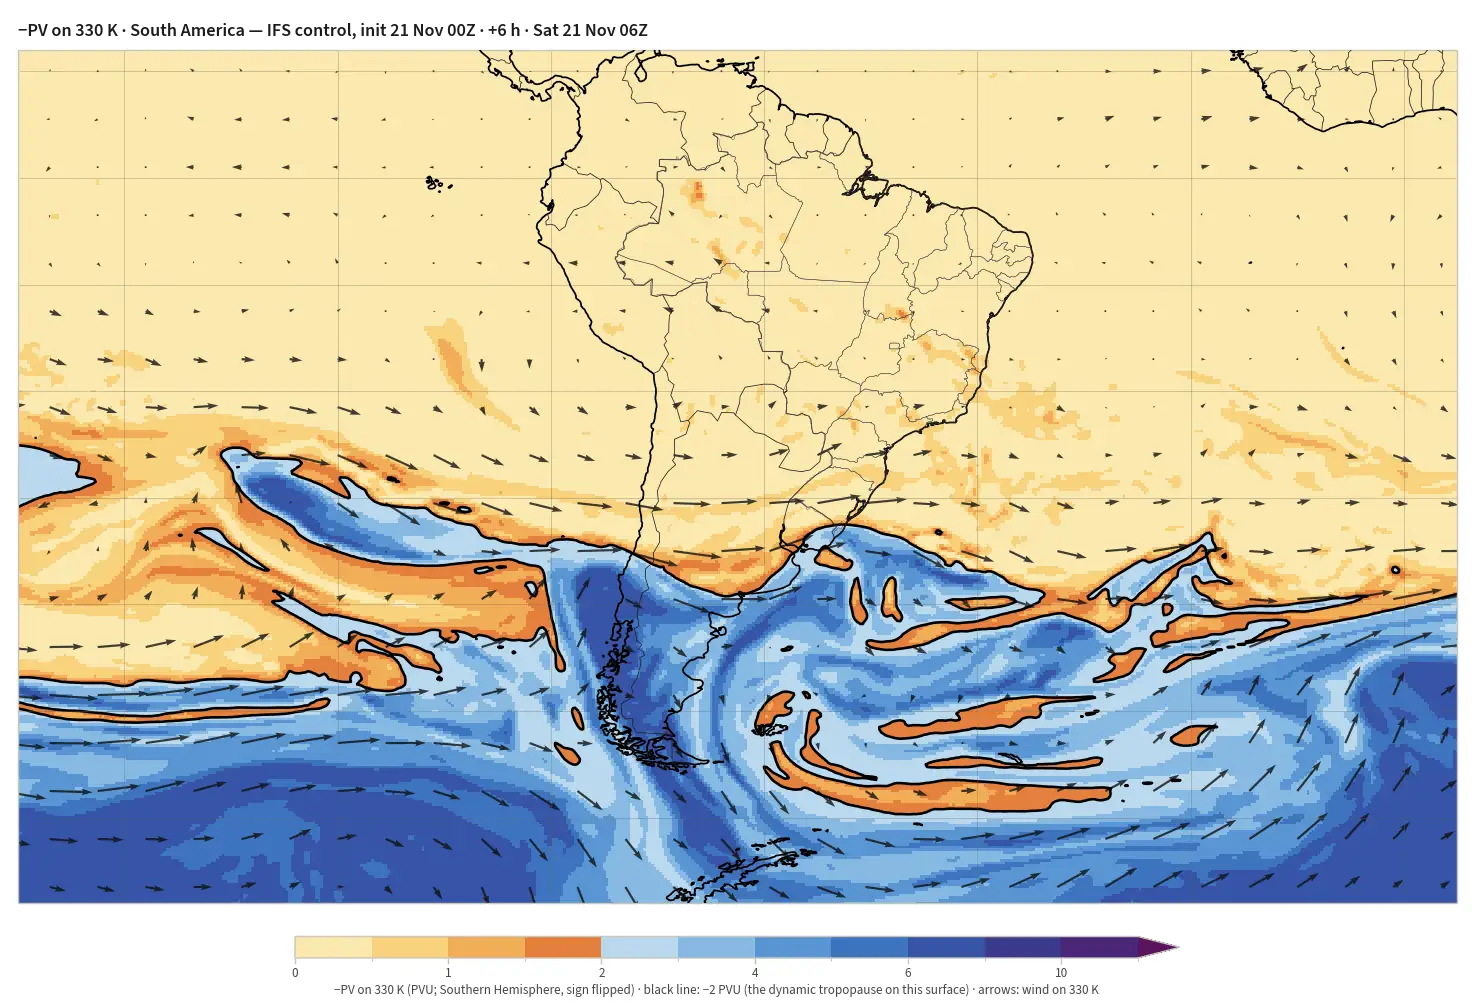 −PV on 330 K · South America — IFS control, init 21 Nov 00Z · +6 h · Sat 21 Nov 06Z
0 1 2 4 6 10
−PV on 330 K (PVU; Southern Hemisphere, sign flipped) · black line: −2 PVU (the dynamic tropopause on this surface) · arrows: wind on 330 K